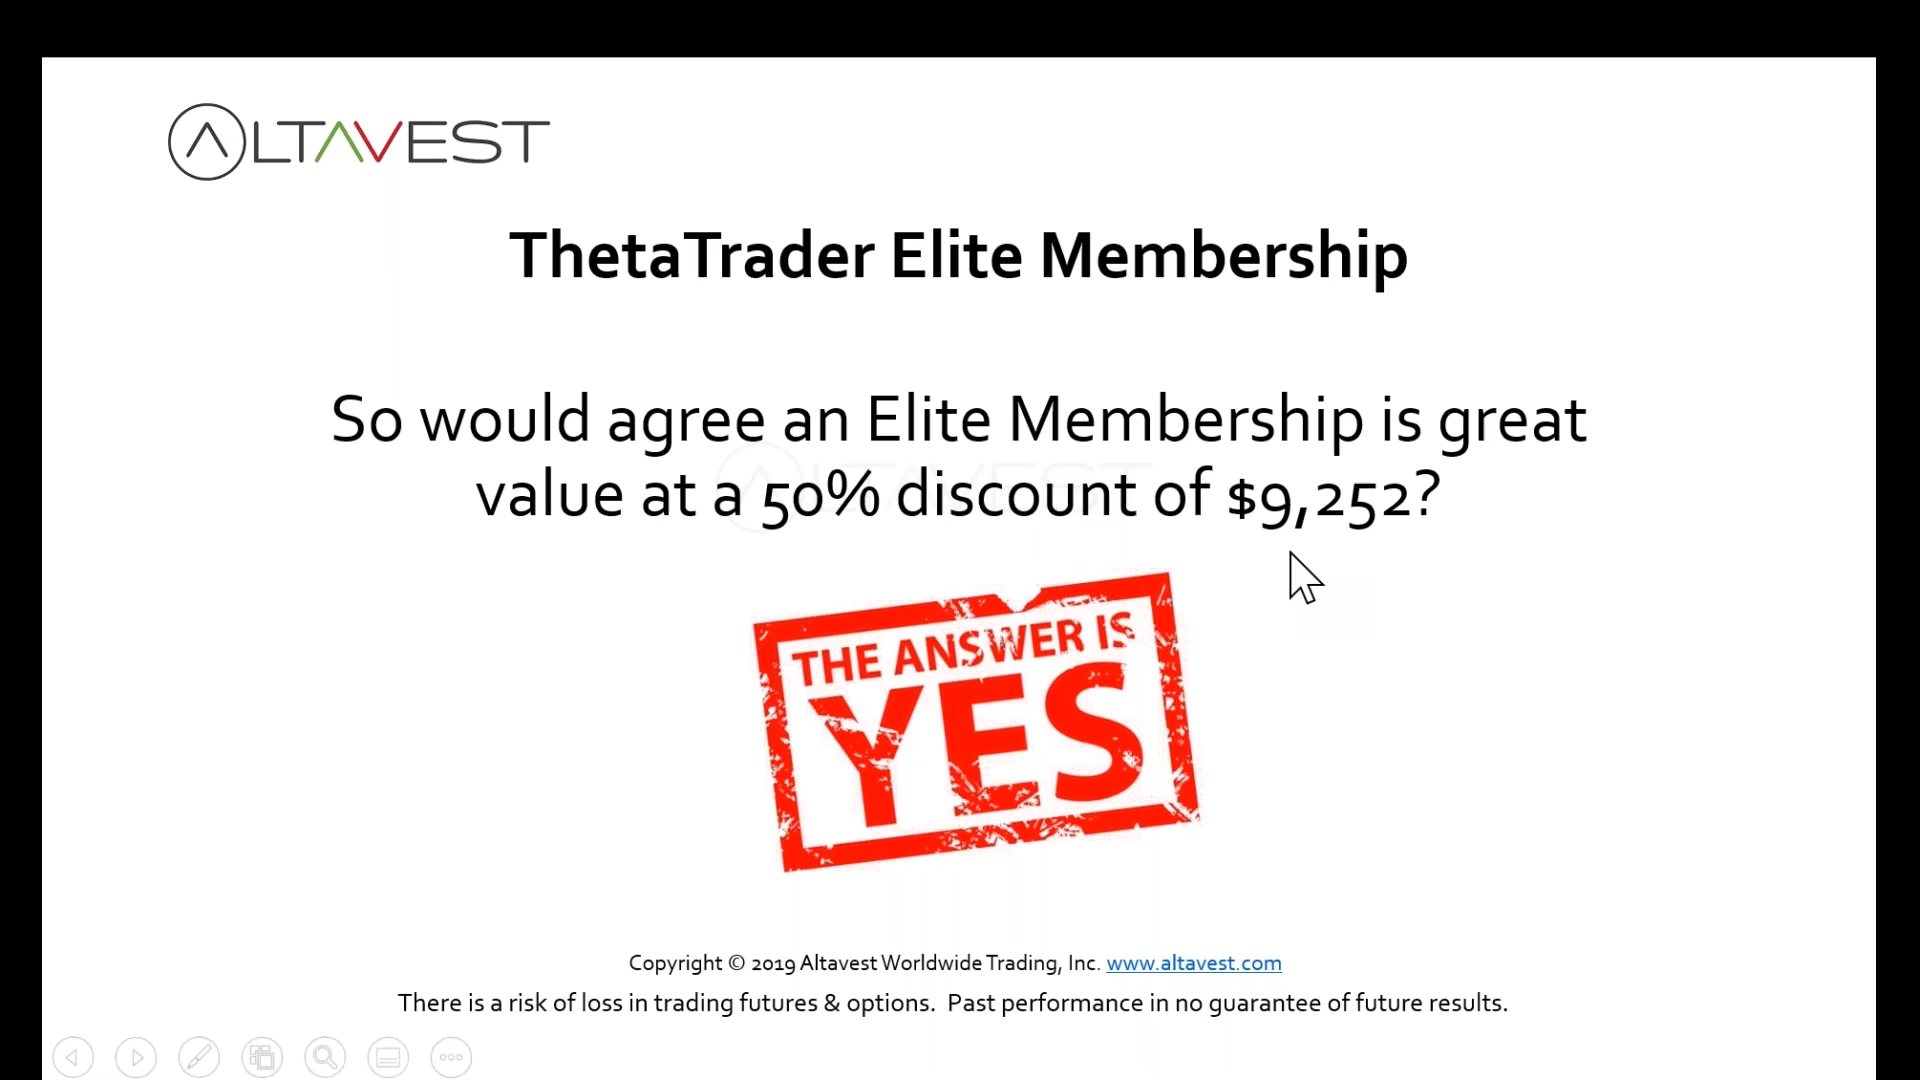 ALTAVEST
ThetaTrader Elite Membership
So would agree an Elite Membership is great
value at a 50% discount of $9,252?
THE ANSWER IS
YES
Copyright © 2019 Altavest Worldwide Trading, Inc. www.altavest.com
There is a risk of loss in trading futures & options.  Past performance in no guarantee of future results.